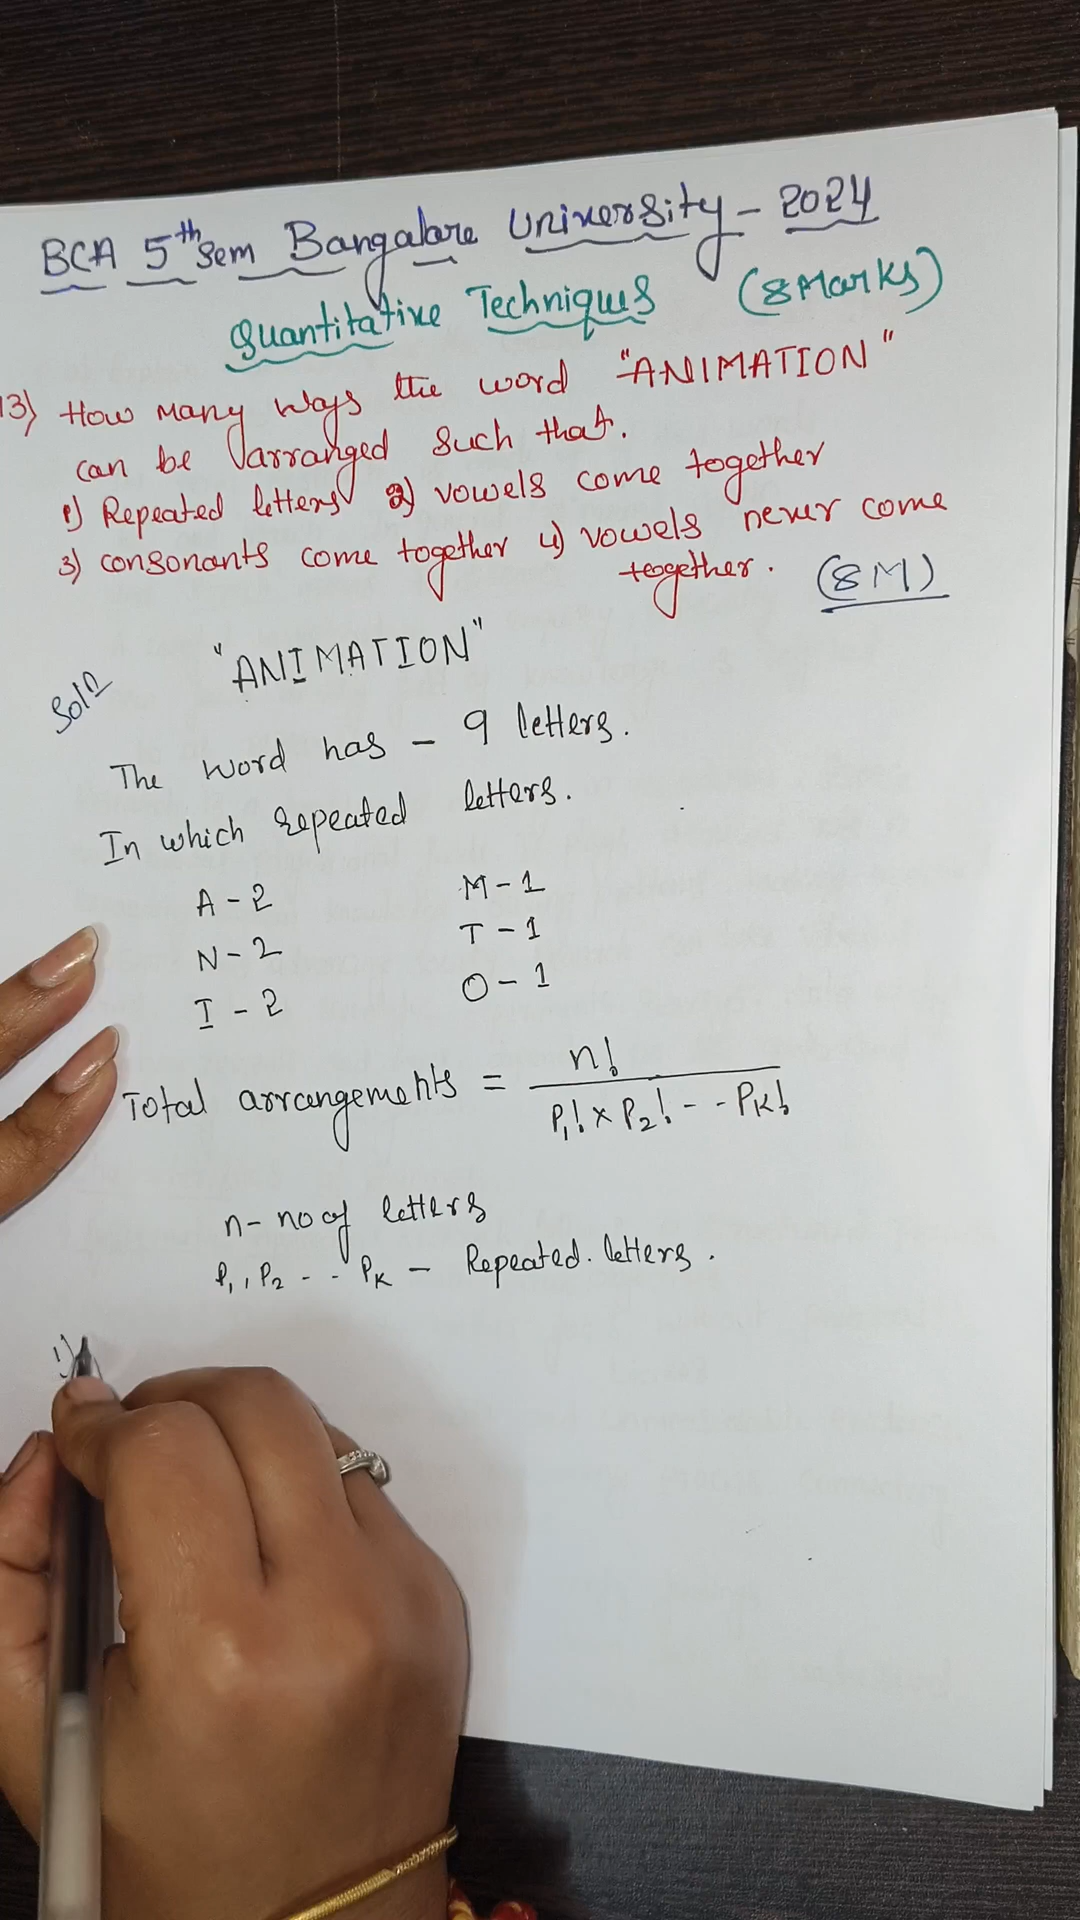 BCA 5th Sem Bangalore University - 2024
Quantitative Techniques (8 Marks)
13) How many ways the word "ANIMATION"
can be arranged such that.
1) Repeated letters 2) vowels come together
3) consonants come together 4) vowels never come
together. (8M)
Soln "ANIMATION"
The word has - 9 letters.
In which repeated letters.
A - 2 M - 1
N - 2 T - 1
I - 2 O - 1
Total arrangements = n! / P1! × P2! - - PK!
n - no of letters
P1, P2 - - PK - Repeated letters.
1)